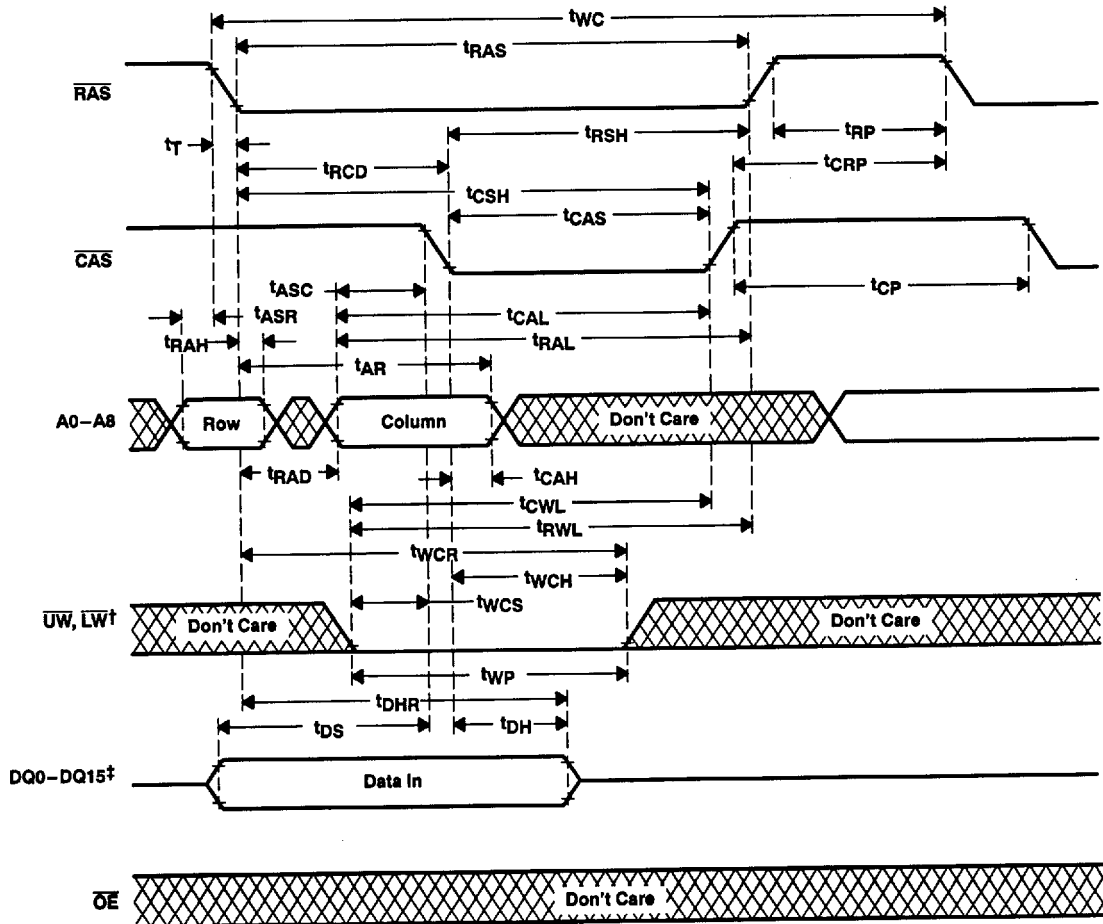 tWC
tRAS
RAS
tRSH
tRP
tT
tRCD
tCRP
tCSH
tCAS
CAS
tASC
tCP
tASR
tCAL
tRAH
tRAL
tAR
A0–A8
Row
Column
Don't Care
tRAD
tCAH
tCWL
tRWL
tWCR
tWCH
tWCS
UW, LW†
Don't Care
Don't Care
tWP
tDHR
tDS
tDH
DQ0–DQ15‡
Data In
OE
Don't Care